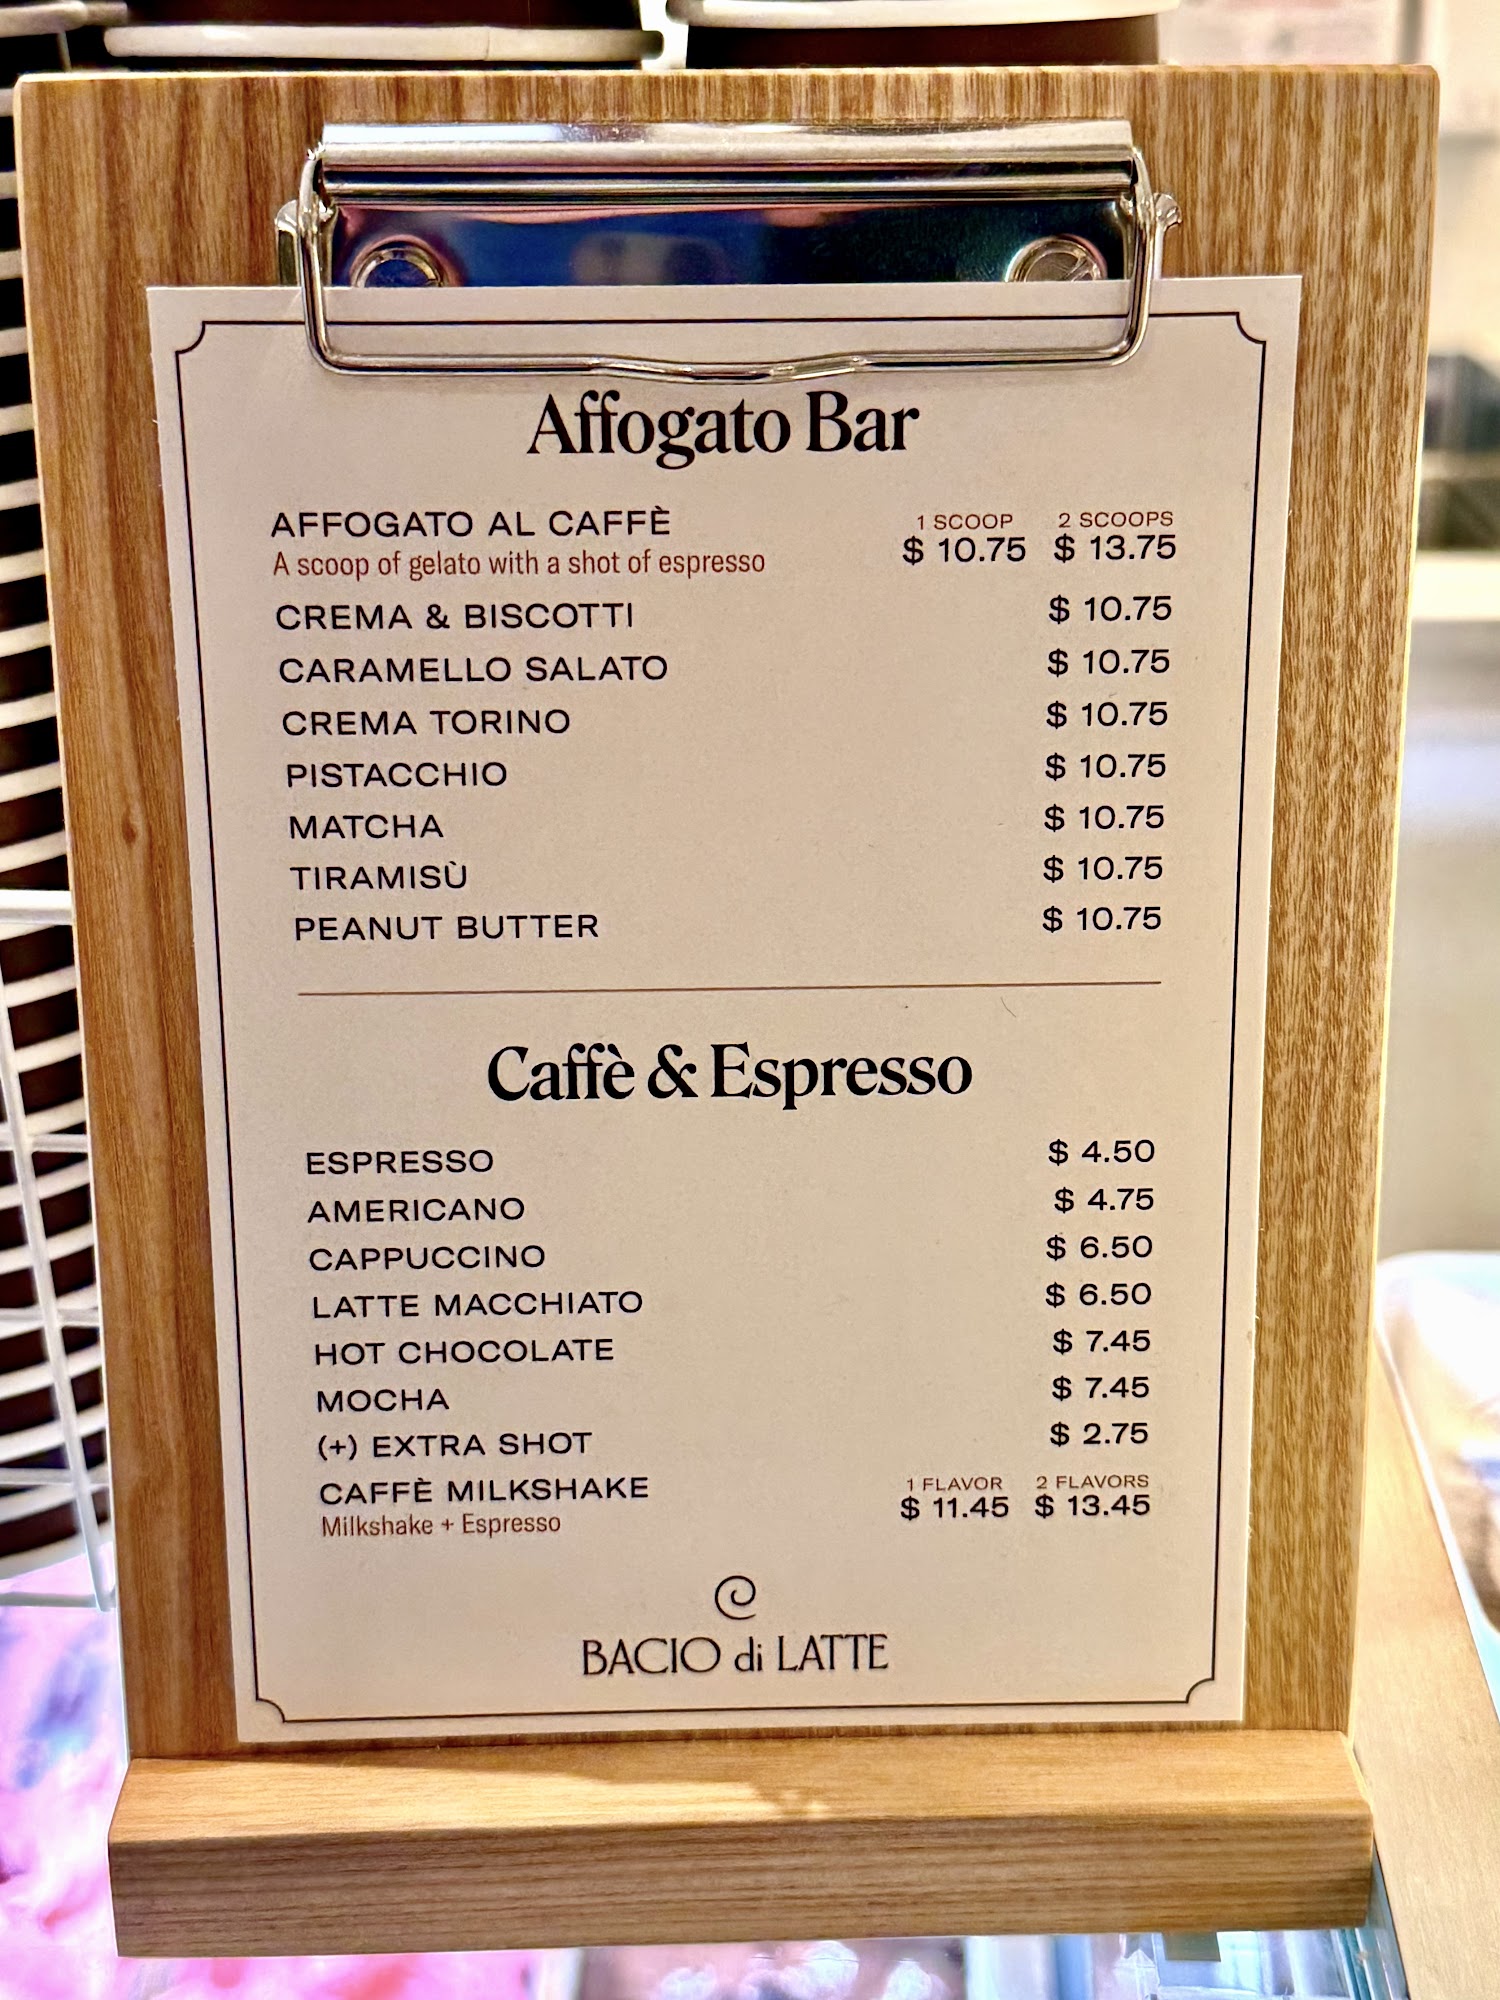 Affogato Bar
AFFOGATO AL CAFFÈ
A scoop of gelato with a shot of espresso
1 SCOOP 2 SCOOPS
$ 10.75 $ 13.75
CREMA & BISCOTTI $ 10.75
CARAMELLO SALATO $ 10.75
CREMA TORINO $ 10.75
PISTACCHIO $ 10.75
MATCHA $ 10.75
TIRAMISÙ $ 10.75
PEANUT BUTTER $ 10.75
Caffè & Espresso
ESPRESSO $ 4.50
AMERICANO $ 4.75
CAPPUCCINO $ 6.50
LATTE MACCHIATO $ 6.50
HOT CHOCOLATE $ 7.45
MOCHA $ 7.45
(+) EXTRA SHOT $ 2.75
CAFFÈ MILKSHAKE
Milkshake + Espresso
1 FLAVOR 2 FLAVORS
$ 11.45 $ 13.45
BACIO di LATTE